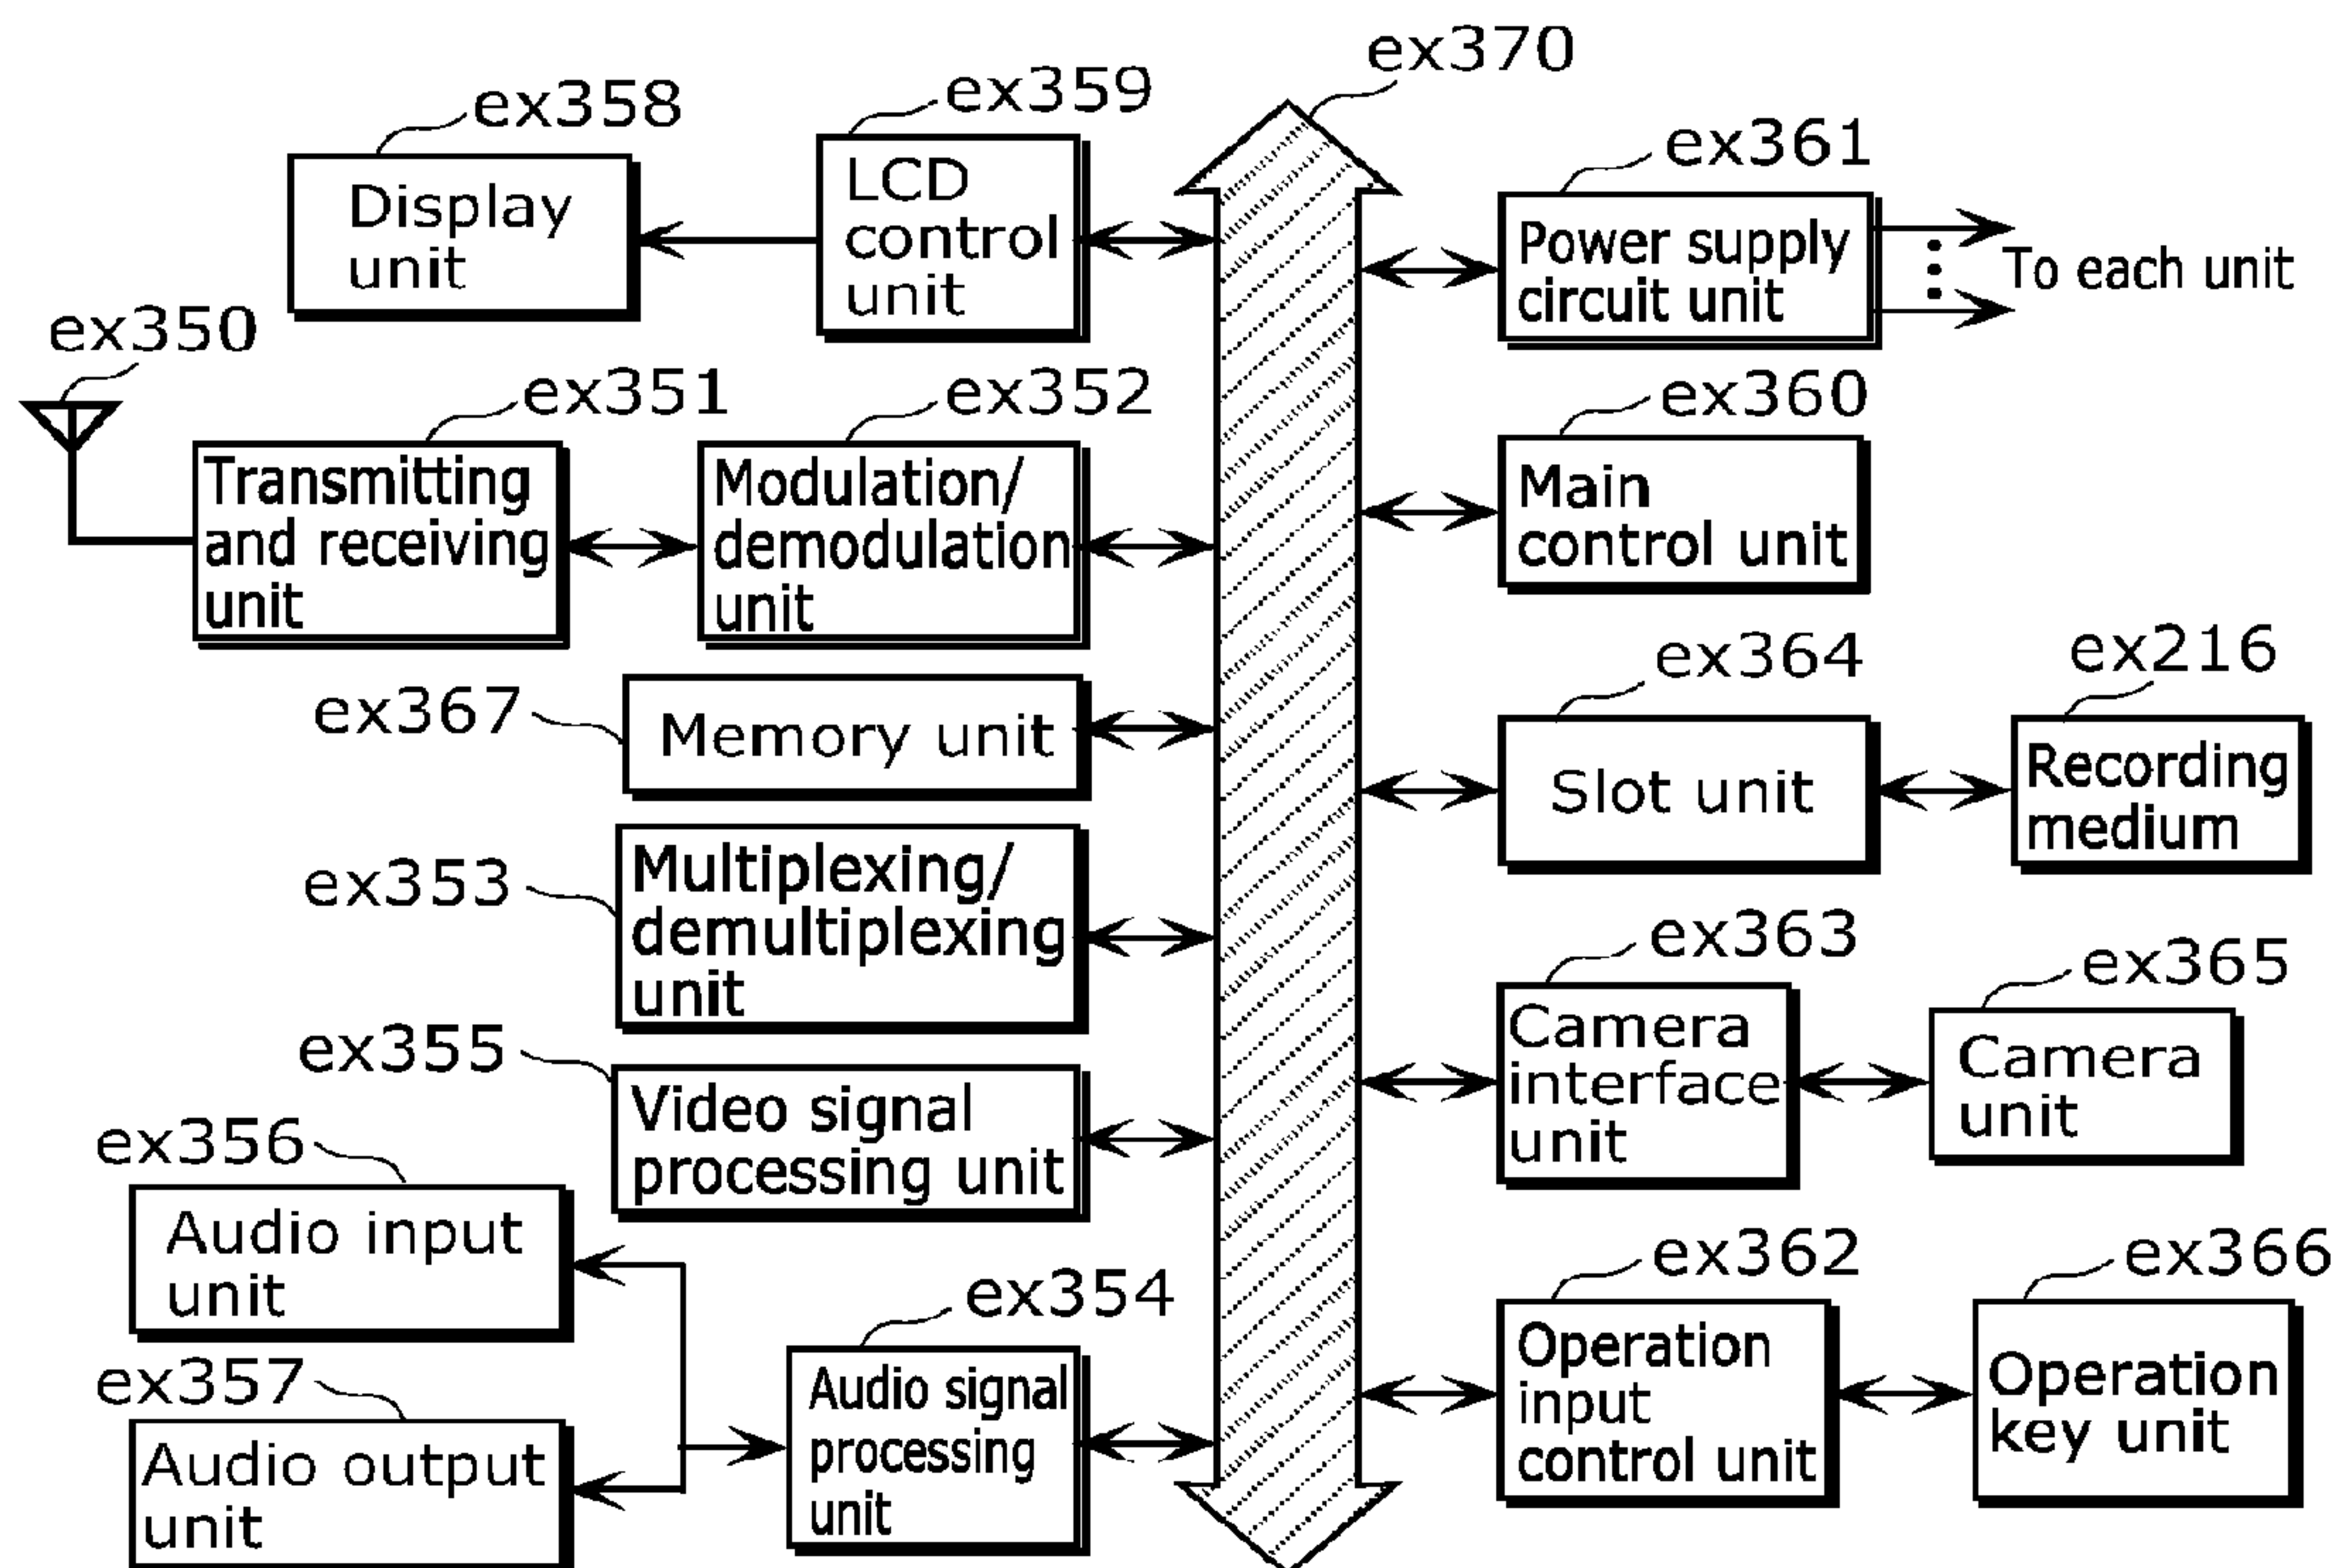 ex370
ex358
ex359
ex361
Display
unit
LCD
control
unit
Power supply
circuit unit
To each unit
ex350
ex351
ex352
ex360
Transmitting
and receiving
unit
Modulation/
demodulation
unit
Main
control unit
ex367
Memory unit
ex364
ex216
Slot unit
Recording
medium
ex353
Multiplexing/
demultiplexing
unit
ex363
ex365
Camera
interface
unit
Camera
unit
ex355
Video signal
processing unit
ex356
Audio input
unit
ex354
Audio signal
processing
unit
ex357
Audio output
unit
ex362
ex366
Operation
input
control unit
Operation
key unit